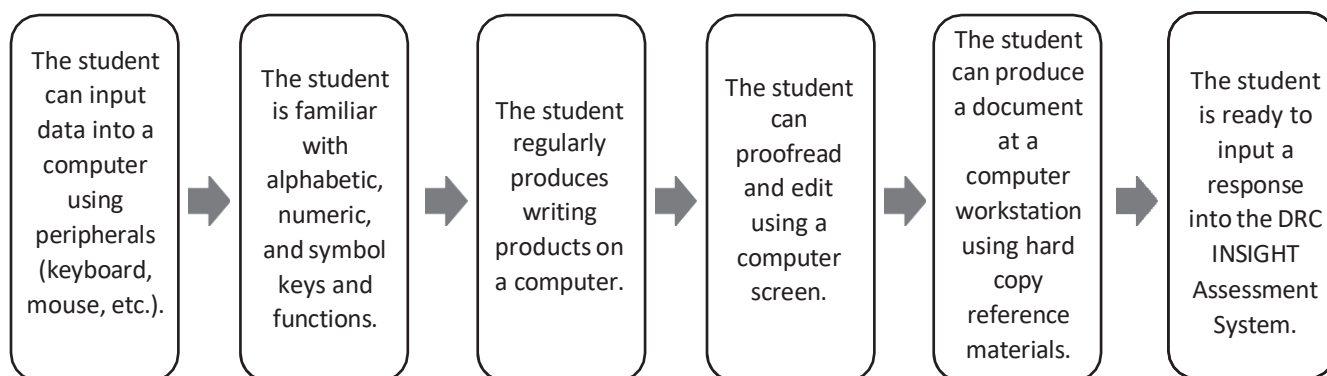 The student
can input
data into a
computer
using
peripherals
(keyboard,
mouse, etc.).
The student
is familiar
with
alphabetic,
numeric,
and symbol
keys and
functions.
The student
regularly
produces
writing
products on
a computer.
The student
can
proofread
and edit
using a
computer
screen.
The student
can produce
a document
at a
computer
workstation
using hard
copy
reference
materials.
The student
is ready to
input a
response
into the DRC
INSIGHT
Assessment
System.